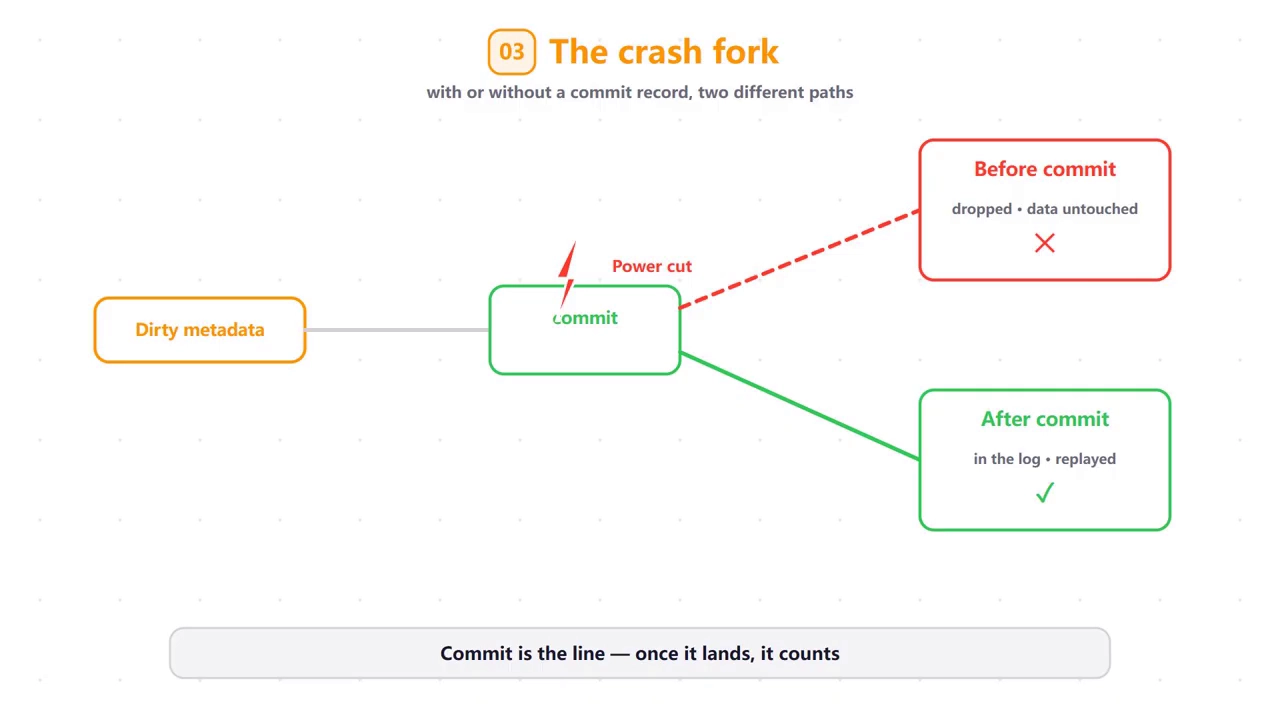 03 The crash fork
with or without a commit record, two different paths
Before commit
dropped • data untouched
Power cut
commit
Dirty metadata
After commit
in the log • replayed
Commit is the line — once it lands, it counts